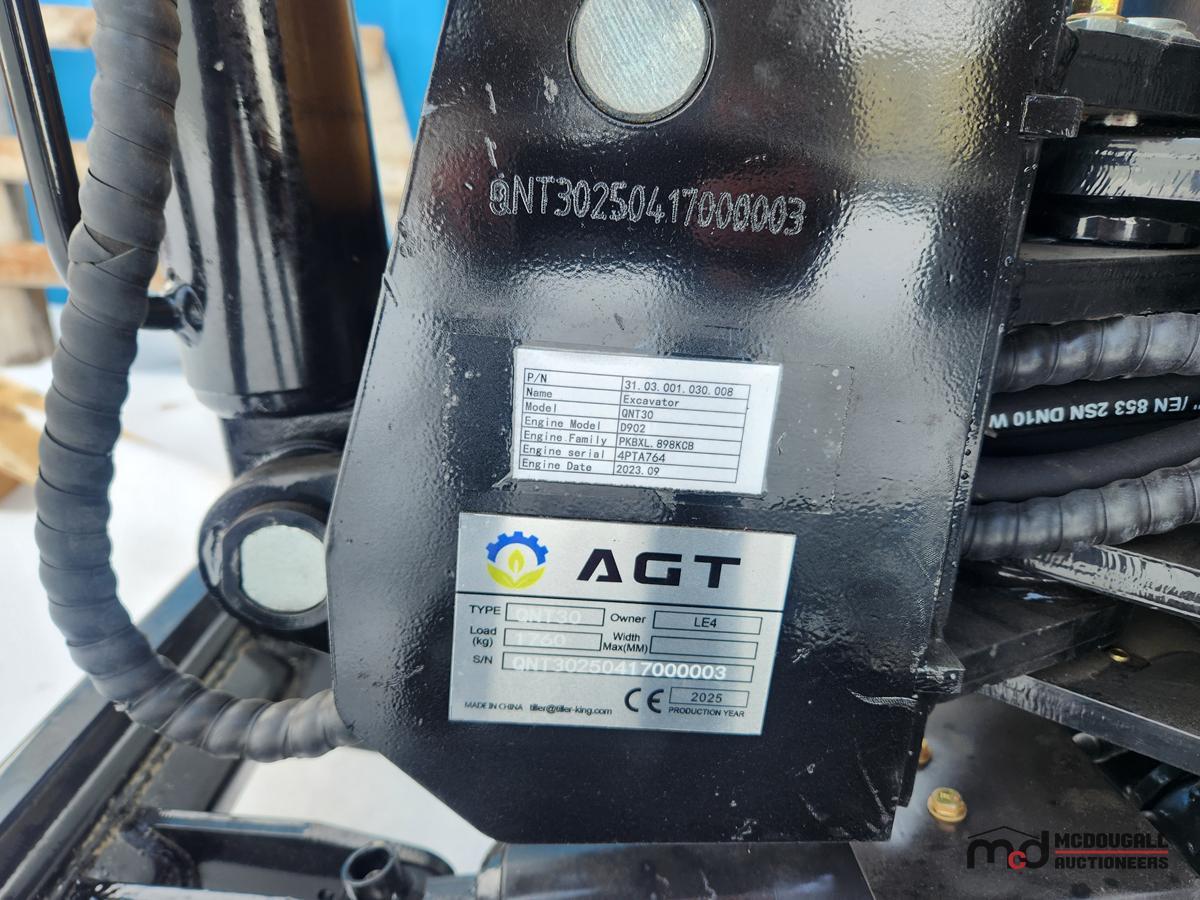 QNT30250417000003
P/N 31.03.001.030.008
Name Excavator
Model QNT30
Engine Model D902
Engine Family PKBXL.898KCB
Engine serial 4PTA764
Engine Date 2023.09
AGT
TYPE QNT30 Owner LE4
Load (kg) 1760 Width Max(MM)
S/N QNT30250417000003
CE 2025
MADE IN CHINA tiller@tiller-king.com PRODUCTION YEAR
" /EN 853 2SN DN10 W
mcd MCDOUGALL
AUCTIONEERS